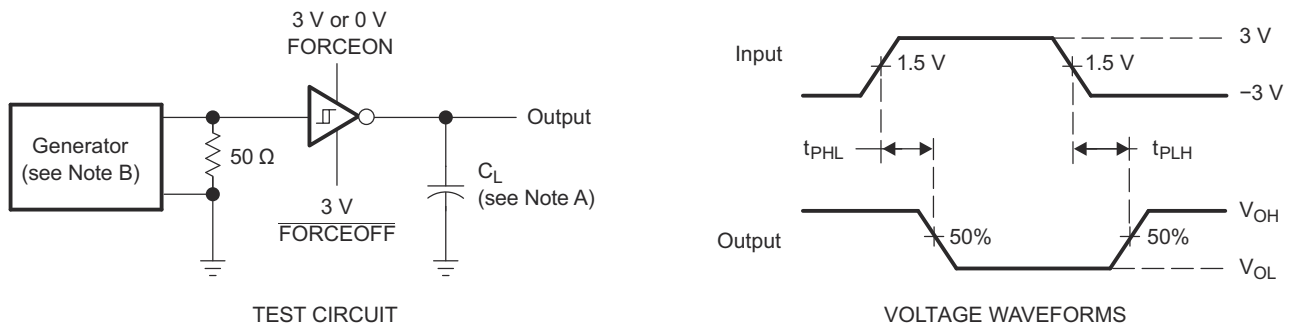 3 V or 0 V
FORCEON
Generator
(see Note B)
50 Ω
Output
C_L
(see Note A)
3 V
FORCEOFF
TEST CIRCUIT
Input
3 V
1.5 V
1.5 V
−3 V
t_PHL
t_PLH
Output
50%
50%
V_OH
V_OL
VOLTAGE WAVEFORMS